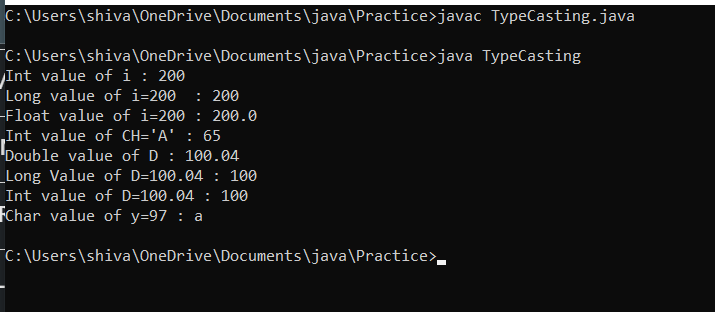 C:\Users\shiva\OneDrive\Documents\java\Practice>javac TypeCasting.java
C:\Users\shiva\OneDrive\Documents\java\Practice>java TypeCasting
Int value of i : 200
Long value of i=200  : 200
Float value of i=200 : 200.0
Int value of CH='A' : 65
Double value of D : 100.04
Long Value of D=100.04 : 100
Int value of D=100.04 : 100
Char value of y=97 : a
C:\Users\shiva\OneDrive\Documents\java\Practice>